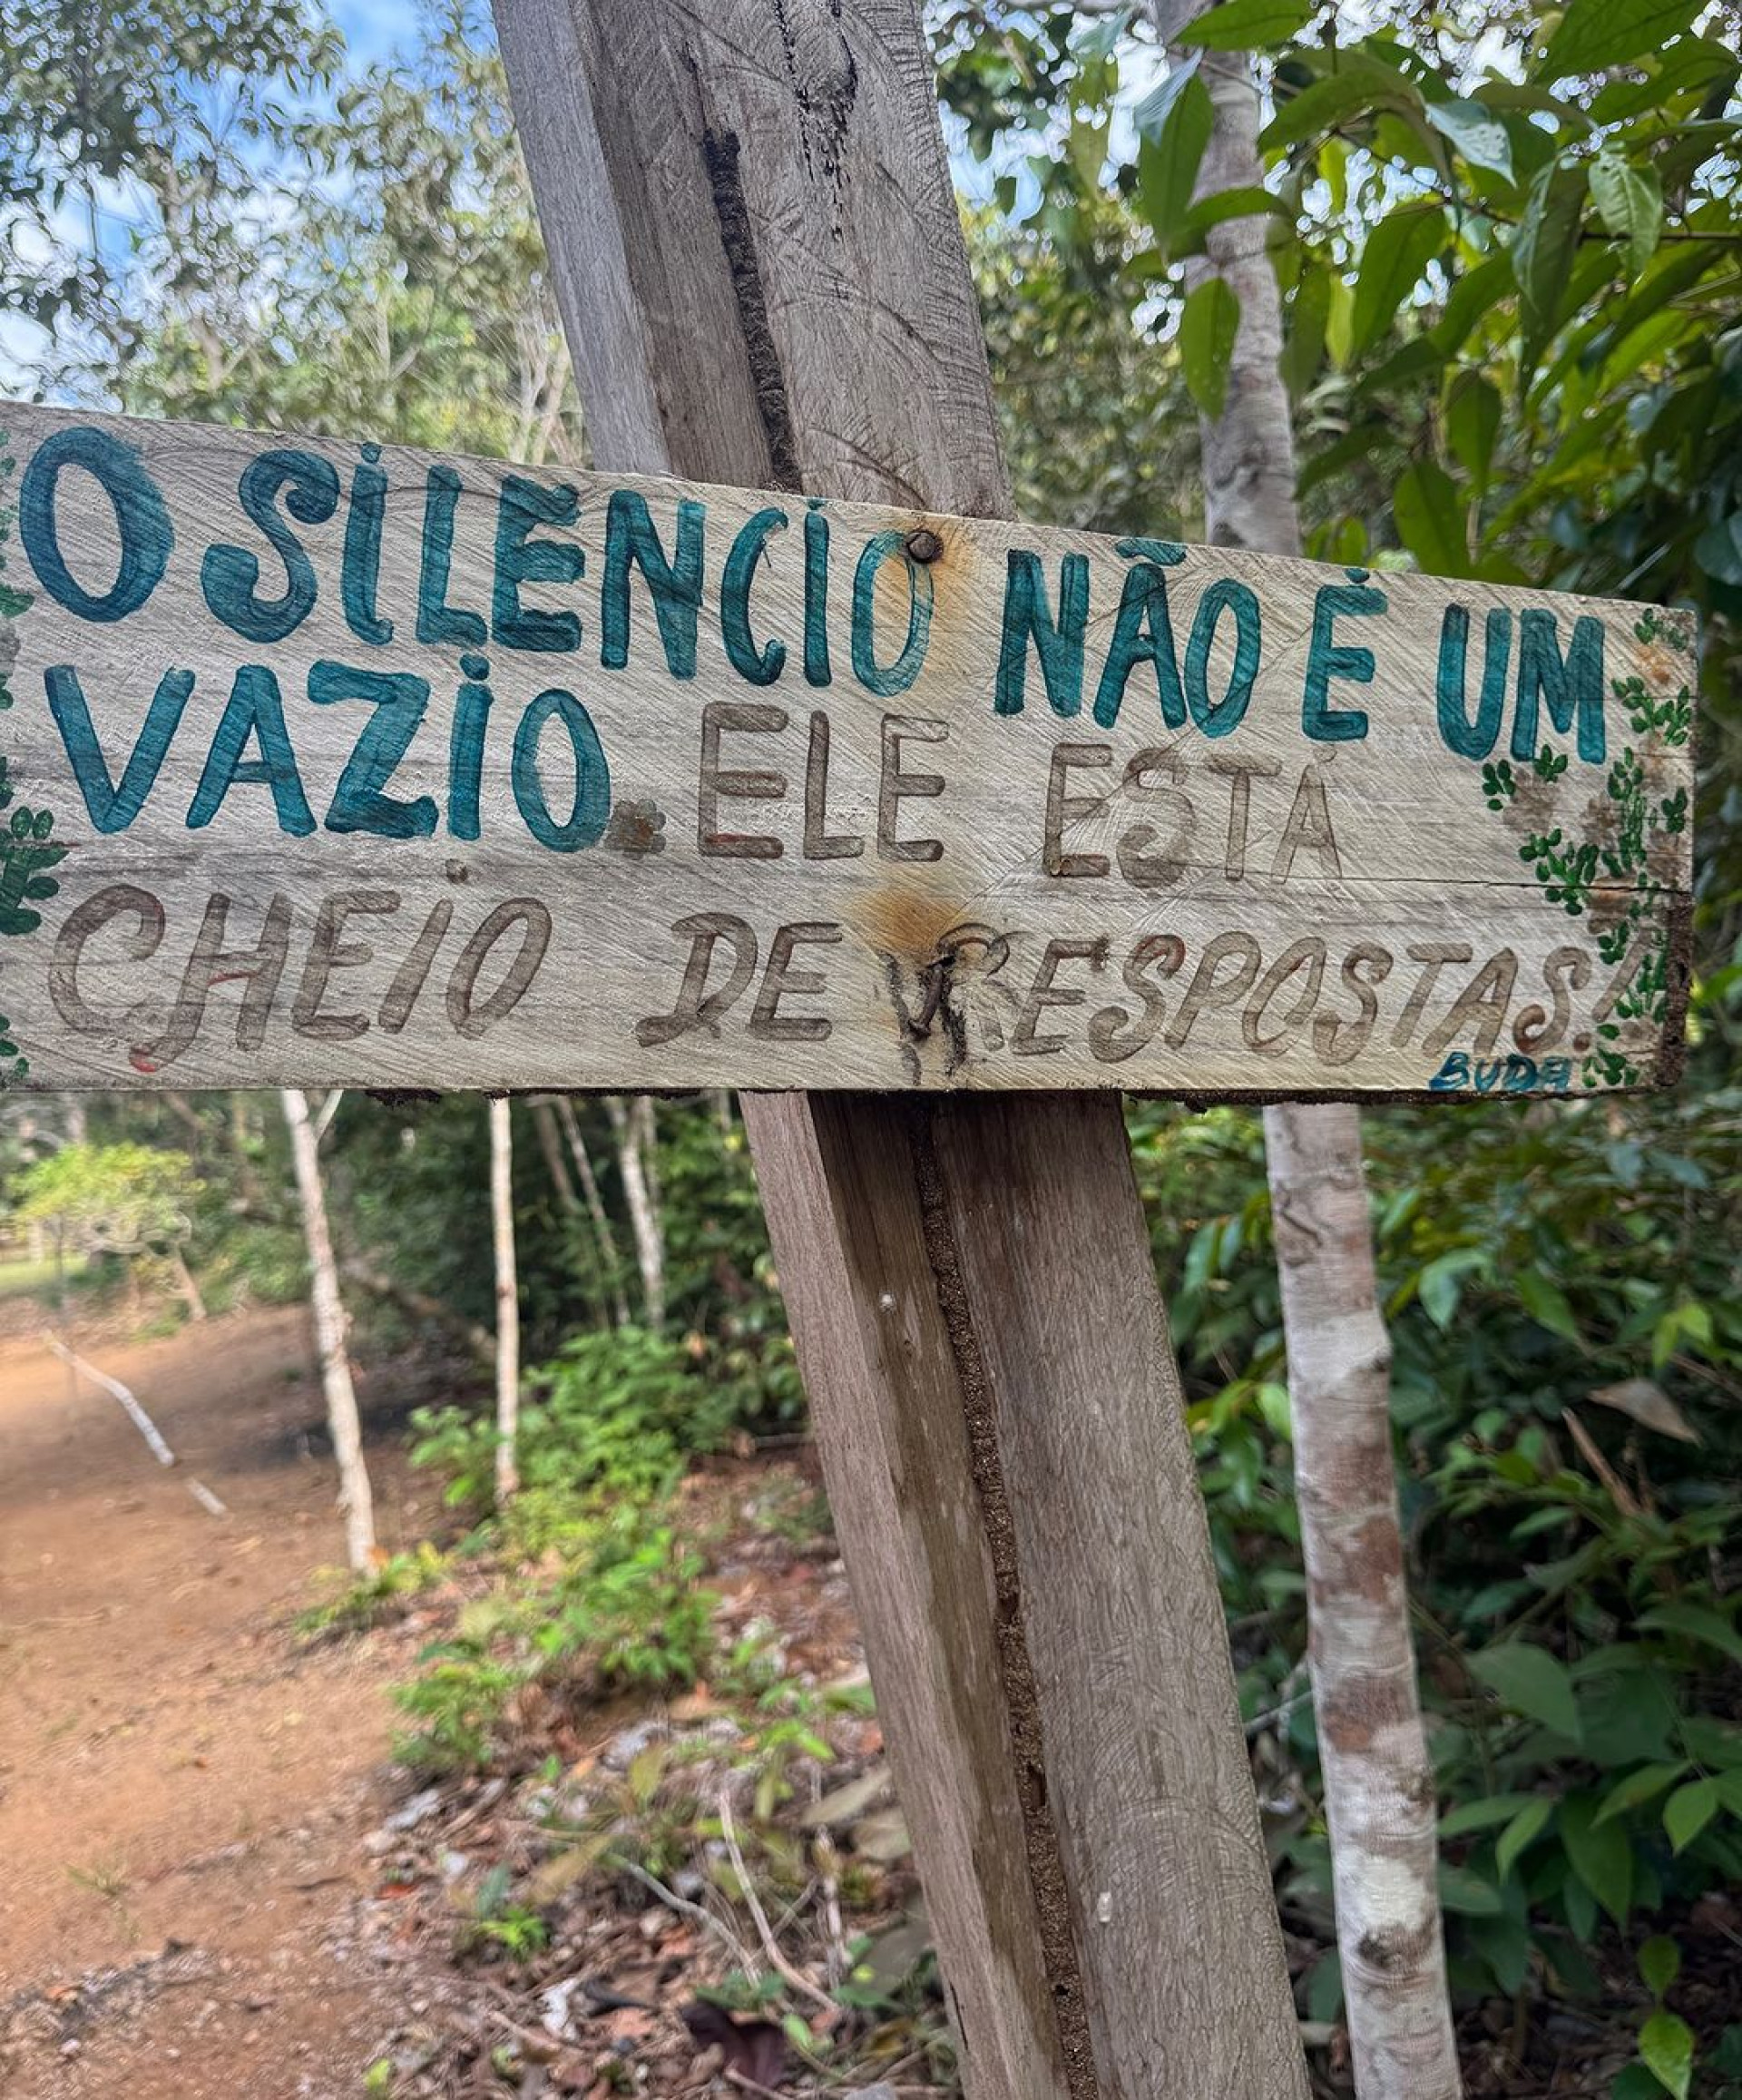 O SILENCIO NÃO É UM
VAZIO. ELE ESTÁ
CHEIO DE RESPOSTAS!
BUDA